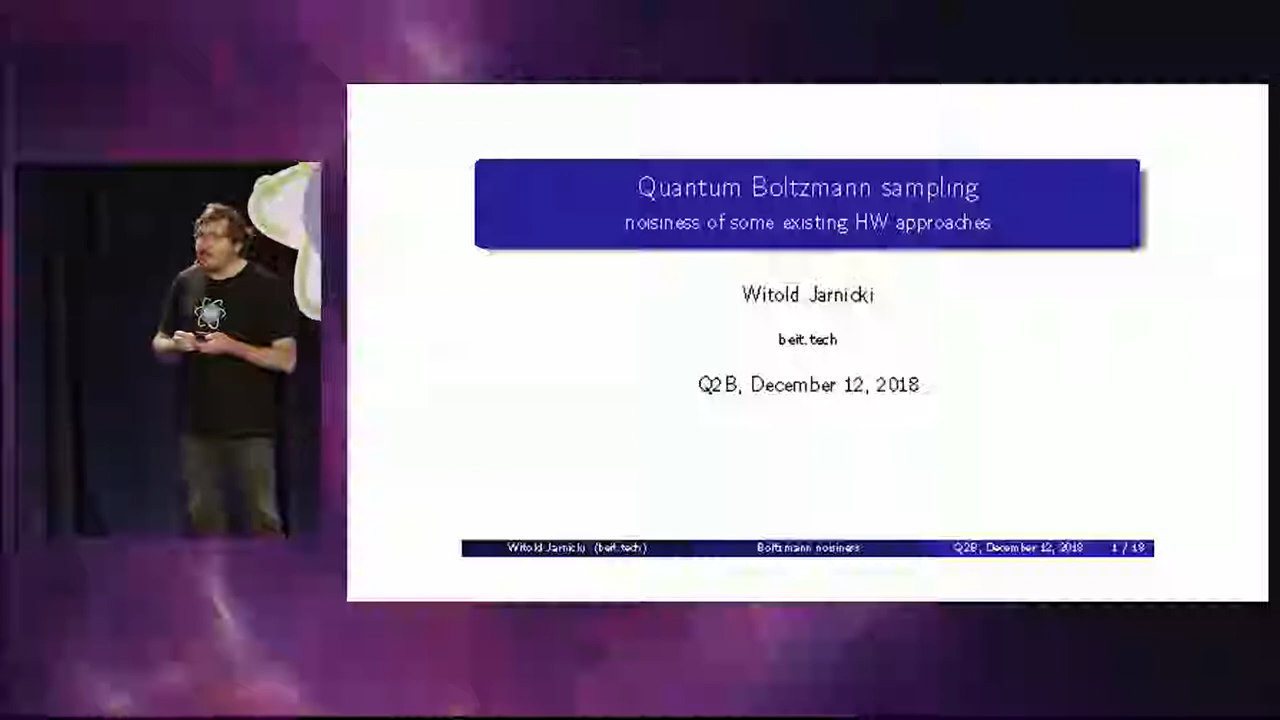 Quantum Boltzmann sampling
noisiness of some existing HW approaches
Witold Jarnicki
beit.tech
Q2B, December 12, 2018
Witold Jarnicki (beit.tech) Boltzmann noisiness Q2B, December 12, 2018 1 / 19